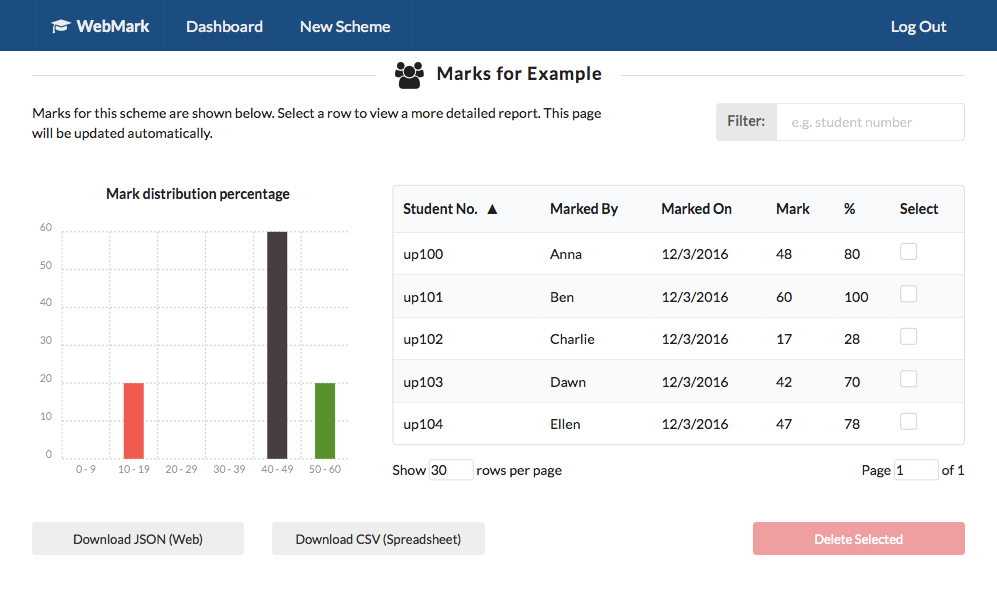 WebMark Dashboard New Scheme Log Out
Marks for Example
Marks for this scheme are shown below. Select a row to view a more detailed report. This page
will be updated automatically.
Filter: e.g. student number
Mark distribution percentage
60
50
40
30
20
10
0
0 - 9 10 - 19 20 - 29 30 - 39 40 - 49 50 - 60
Student No. ▲ Marked By Marked On Mark % Select
up100 Anna 12/3/2016 48 80
up101 Ben 12/3/2016 60 100
up102 Charlie 12/3/2016 17 28
up103 Dawn 12/3/2016 42 70
up104 Ellen 12/3/2016 47 78
Show 30 rows per page Page 1 of 1
Download JSON (Web) Download CSV (Spreadsheet) Delete Selected